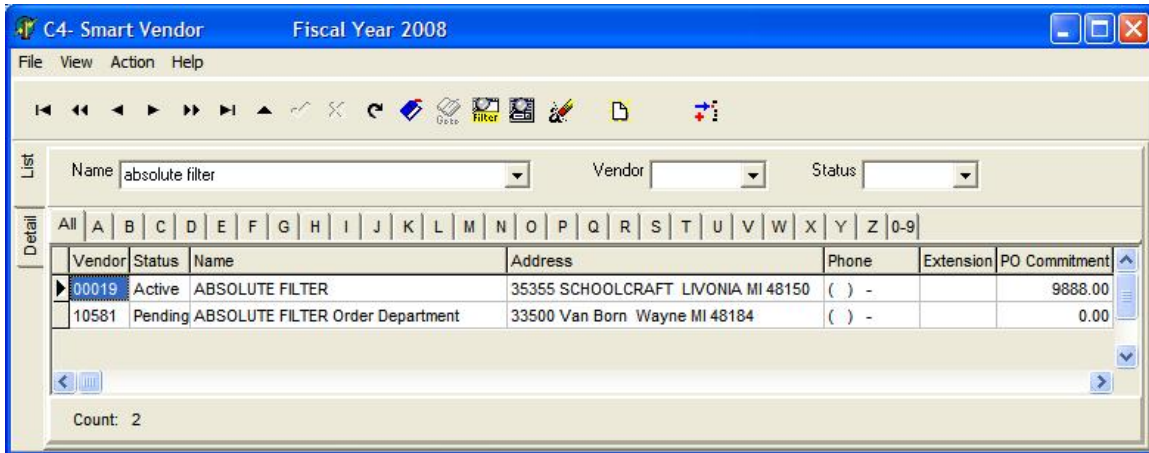 C4- Smart Vendor Fiscal Year 2008
File View Action Help
Goto Filter
List
Name absolute filter Vendor Status
Detail
All A B C D E F G H I J K L M N O P Q R S T U V W X Y Z 0-9
Vendor Status Name Address Phone Extension PO Commitment
00019 Active ABSOLUTE FILTER 35355 SCHOOLCRAFT LIVONIA MI 48150 ( ) - 9888.00
10581 Pending ABSOLUTE FILTER Order Department 33500 Van Born Wayne MI 48184 ( ) - 0.00
Count: 2